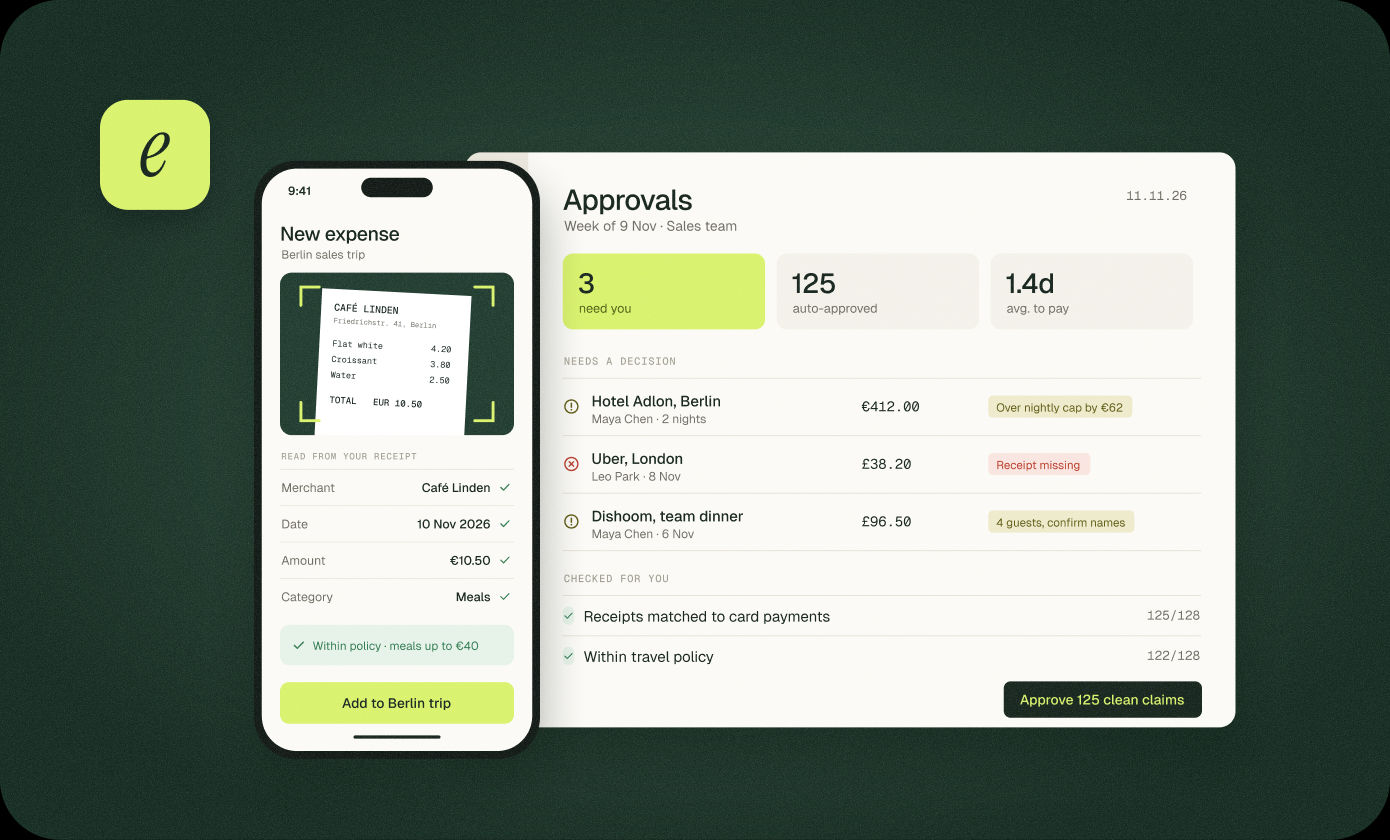 e
9:41
New expense
Berlin sales trip
CAFÉ LINDEN
Friedrichstr. 41, Berlin
Flat white 4.20
Croissant 3.80
Water 2.50
TOTAL EUR 10.50
READ FROM YOUR RECEIPT
Merchant Café Linden
Date 10 Nov 2026
Amount €10.50
Category Meals
Within policy · meals up to €40
Add to Berlin trip
Approvals
11.11.26
Week of 9 Nov · Sales team
3
need you
125
auto-approved
1.4d
avg. to pay
NEEDS A DECISION
Hotel Adlon, Berlin
Maya Chen · 2 nights
€412.00
Over nightly cap by €62
Uber, London
Leo Park · 8 Nov
£38.20
Receipt missing
Dishoom, team dinner
Maya Chen · 6 Nov
£96.50
4 guests, confirm names
CHECKED FOR YOU
Receipts matched to card payments 125/128
Within travel policy 122/128
Approve 125 clean claims